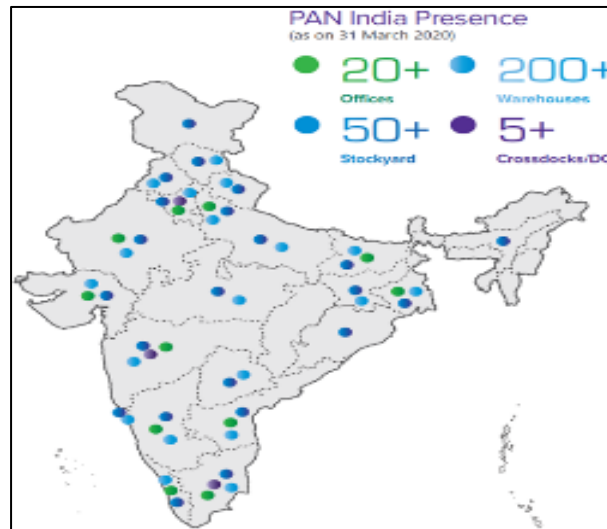 PAN India Presence
(as on 31 March 2020)
20+ 200+
Offices Warehouses
50+ 5+
Stockyard Crossdocks/DC